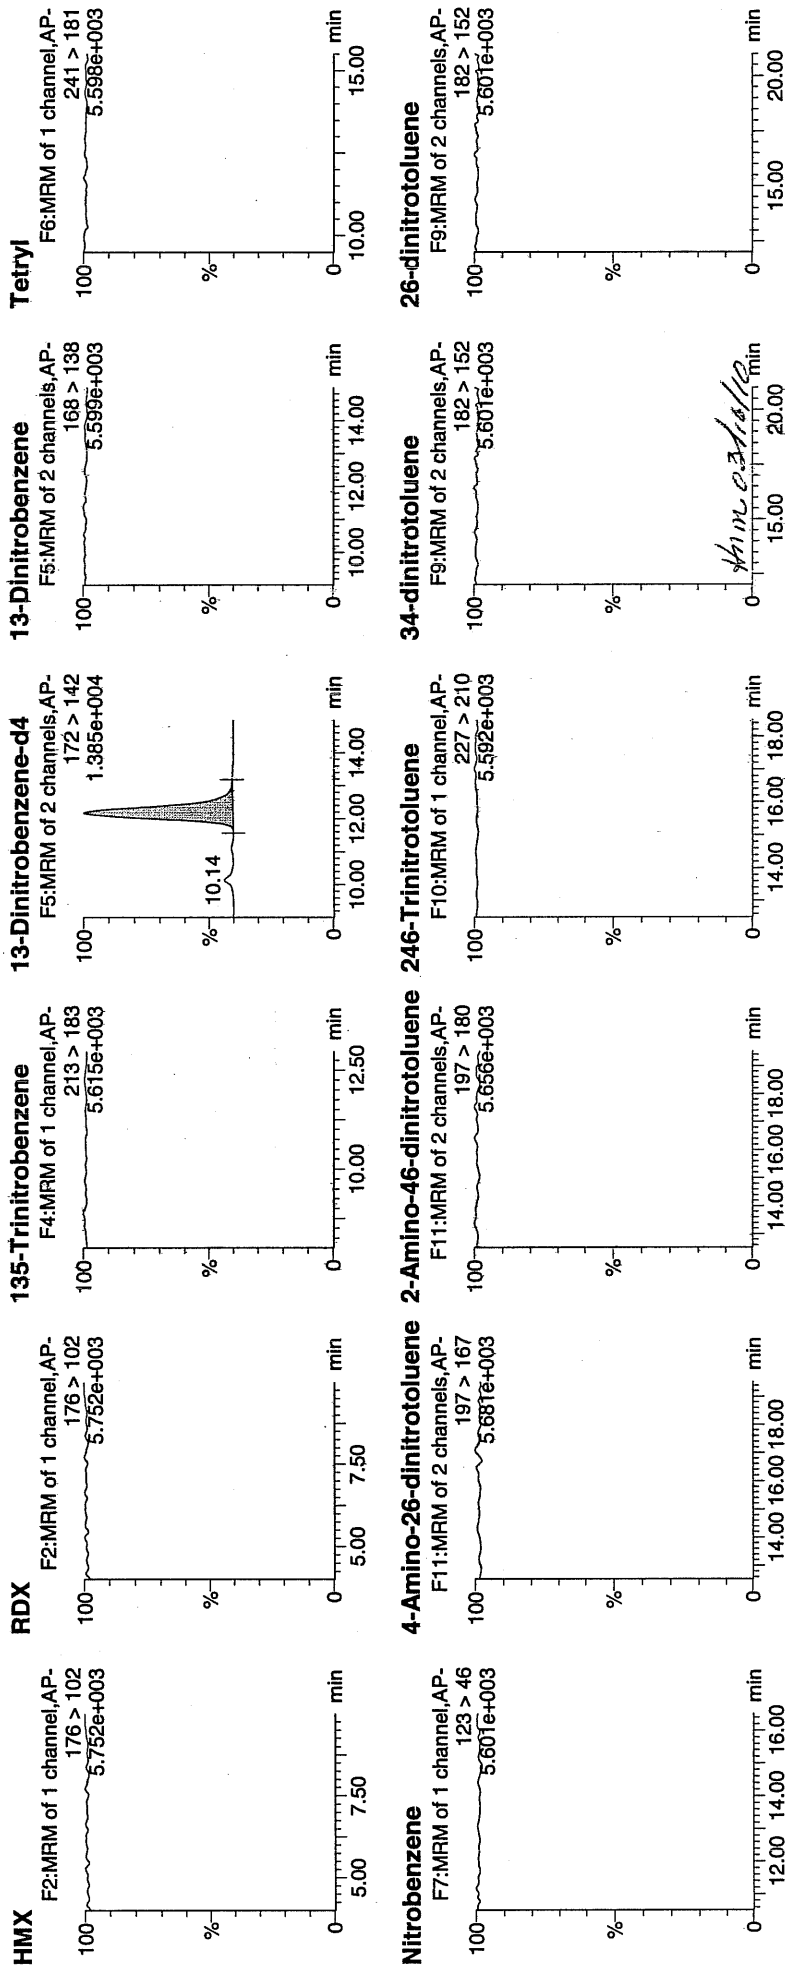 HMX
F2:MRM of 1 channel,AP-
176 > 102
5.752e+003
100
%
0
5.00
7.50
min
RDX
F2:MRM of 1 channel,AP-
176 > 102
5.752e+003
100
%
0
5.00
7.50
min
135-Trinitrobenzene
F4:MRM of 1 channel,AP-
213 > 183
5.615e+003
100
%
0
10.00
12.50
min
13-Dinitrobenzene-d4
F5:MRM of 2 channels,AP-
172 > 142
1.385e+004
100
10.14
%
0
10.00
12.00
14.00
min
13-Dinitrobenzene
F5:MRM of 2 channels,AP-
168 > 138
5.599e+003
100
%
0
10.00
12.00
14.00
min
Tetryl
F6:MRM of 1 channel,AP-
241 > 181
5.598e+003
100
%
0
10.00
15.00
min
Nitrobenzene
F7:MRM of 1 channel,AP-
123 > 46
5.601e+003
100
%
0
12.00
14.00
16.00
min
4-Amino-26-dinitrotoluene
F11:MRM of 2 channels,AP-
197 > 167
5.681e+003
100
%
0
14.00
16.00
18.00
min
2-Amino-46-dinitrotoluene
F11:MRM of 2 channels,AP-
197 > 180
5.656e+003
100
%
0
14.00
16.00
18.00
min
246-Trinitrotoluene
F10:MRM of 1 channel,AP-
227 > 210
5.592e+003
100
%
0
14.00
16.00
18.00
min
34-dinitrotoluene
F9:MRM of 2 channels,AP-
182 > 152
5.601e+003
100
%
0
15.00
20.00
min
26-dinitrotoluene
F9:MRM of 2 channels,AP-
182 > 152
5.601e+003
100
%
0
15.00
20.00
min